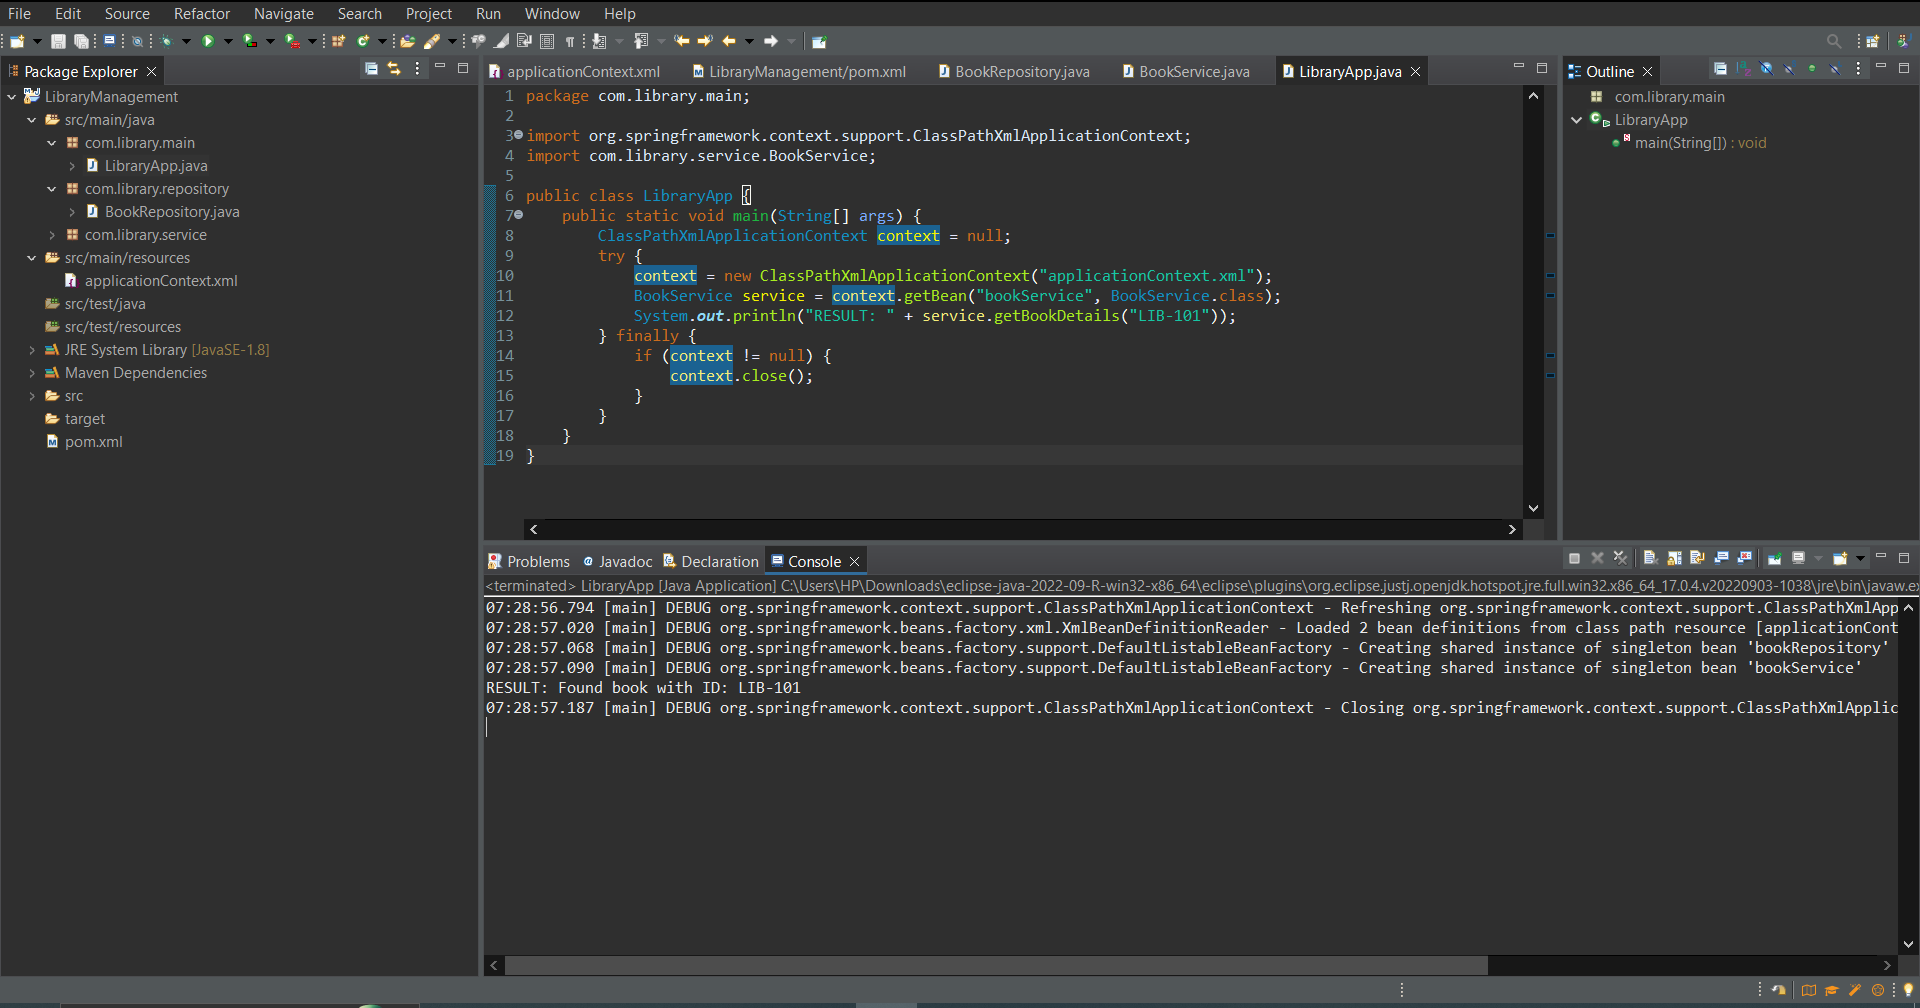 File Edit Source Refactor Navigate Search Project Run Window Help
Package Explorer
LibraryManagement
src/main/java
com.library.main
LibraryApp.java
com.library.repository
BookRepository.java
com.library.service
src/main/resources
applicationContext.xml
src/test/java
src/test/resources
JRE System Library [JavaSE-1.8]
Maven Dependencies
src
target
pom.xml
applicationContext.xml LibraryManagement/pom.xml BookRepository.java BookService.java LibraryApp.java
1 package com.library.main;
2
3 import org.springframework.context.support.ClassPathXmlApplicationContext;
4 import com.library.service.BookService;
5
6 public class LibraryApp {
7 public static void main(String[] args) {
8 ClassPathXmlApplicationContext context = null;
9 try {
10 context = new ClassPathXmlApplicationContext("applicationContext.xml");
11 BookService service = context.getBean("bookService", BookService.class);
12 System.out.println("RESULT: " + service.getBookDetails("LIB-101"));
13 } finally {
14 if (context != null) {
15 context.close();
16 }
17 }
18 }
19 }
Outline
com.library.main
LibraryApp
main(String[]) : void
Problems Javadoc Declaration Console
<terminated> LibraryApp [Java Application] C:\Users\HP\Downloads\eclipse-java-2022-09-R-win32-x86_64\eclipse\plugins\org.eclipse.justj.openjdk.hotspot.jre.full.win32.x86_64_17.0.4.v20220903-1038\jre\bin\javaw.ex
07:28:56.794 [main] DEBUG org.springframework.context.support.ClassPathXmlApplicationContext - Refreshing org.springframework.context.support.ClassPathXmlApp
07:28:57.020 [main] DEBUG org.springframework.beans.factory.xml.XmlBeanDefinitionReader - Loaded 2 bean definitions from class path resource [applicationCont
07:28:57.068 [main] DEBUG org.springframework.beans.factory.support.DefaultListableBeanFactory - Creating shared instance of singleton bean 'bookRepository'
07:28:57.090 [main] DEBUG org.springframework.beans.factory.support.DefaultListableBeanFactory - Creating shared instance of singleton bean 'bookService'
RESULT: Found book with ID: LIB-101
07:28:57.187 [main] DEBUG org.springframework.context.support.ClassPathXmlApplicationContext - Closing org.springframework.context.support.ClassPathXmlApplic